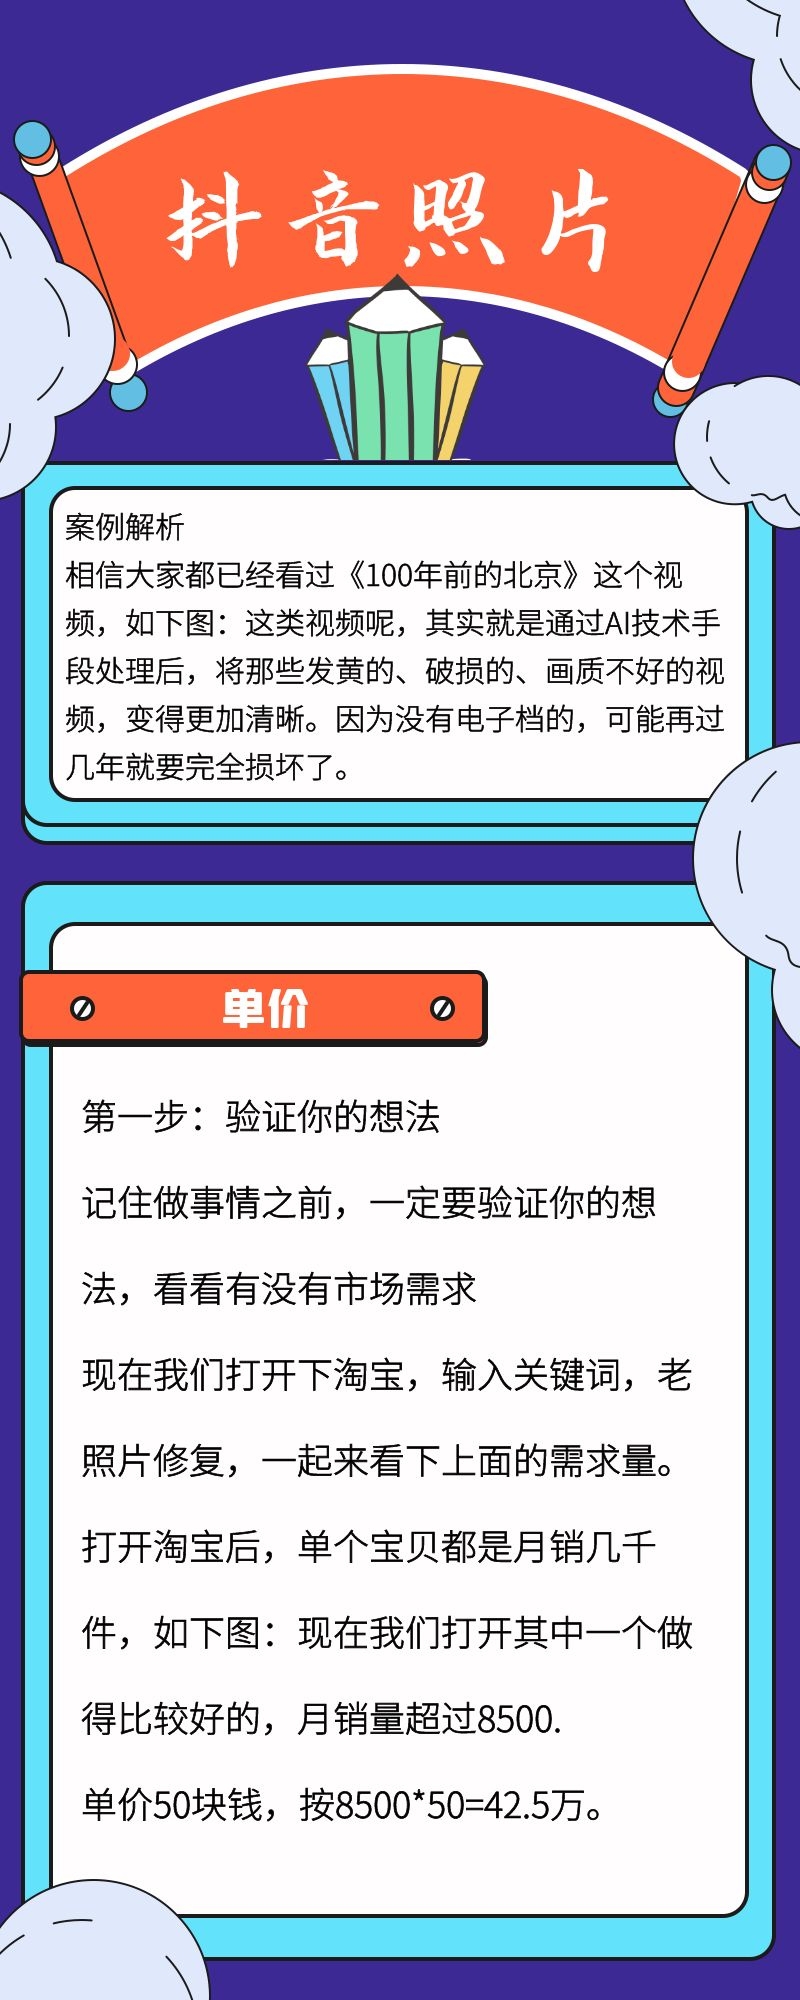 抖音照片
案例解析
相信大家都已经看过《100年前的北京》这个视
频，如下图：这类视频呢，其实就是通过AI技术手
段处理后，将那些发黄的、破损的、画质不好的视
频，变得更加清晰。因为没有电子档的，可能再过
几年就要完全损坏了。
单价
第一步：验证你的想法
记住做事情之前，一定要验证你的想
法，看看有没有市场需求
现在我们打开下淘宝，输入关键词，老
照片修复，一起来看下上面的需求量。
打开淘宝后，单个宝贝都是月销几千
件，如下图：现在我们打开其中一个做
得比较好的，月销量超过8500.
单价50块钱，按8500*50=42.5万。